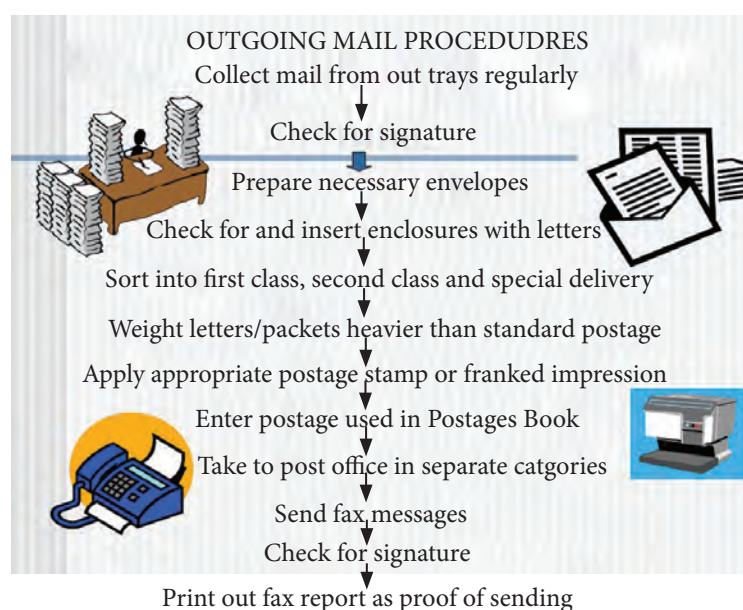 OUTGOING MAIL PROCEDUDRES
Collect mail from out trays regularly
Check for signature
Prepare necessary envelopes
Check for and insert enclosures with letters
Sort into first class, second class and special delivery
Weight letters/packets heavier than standard postage
Apply appropriate postage stamp or franked impression
Enter postage used in Postages Book
Take to post office in separate catgories
Send fax messages
Check for signature
Print out fax report as proof of sending